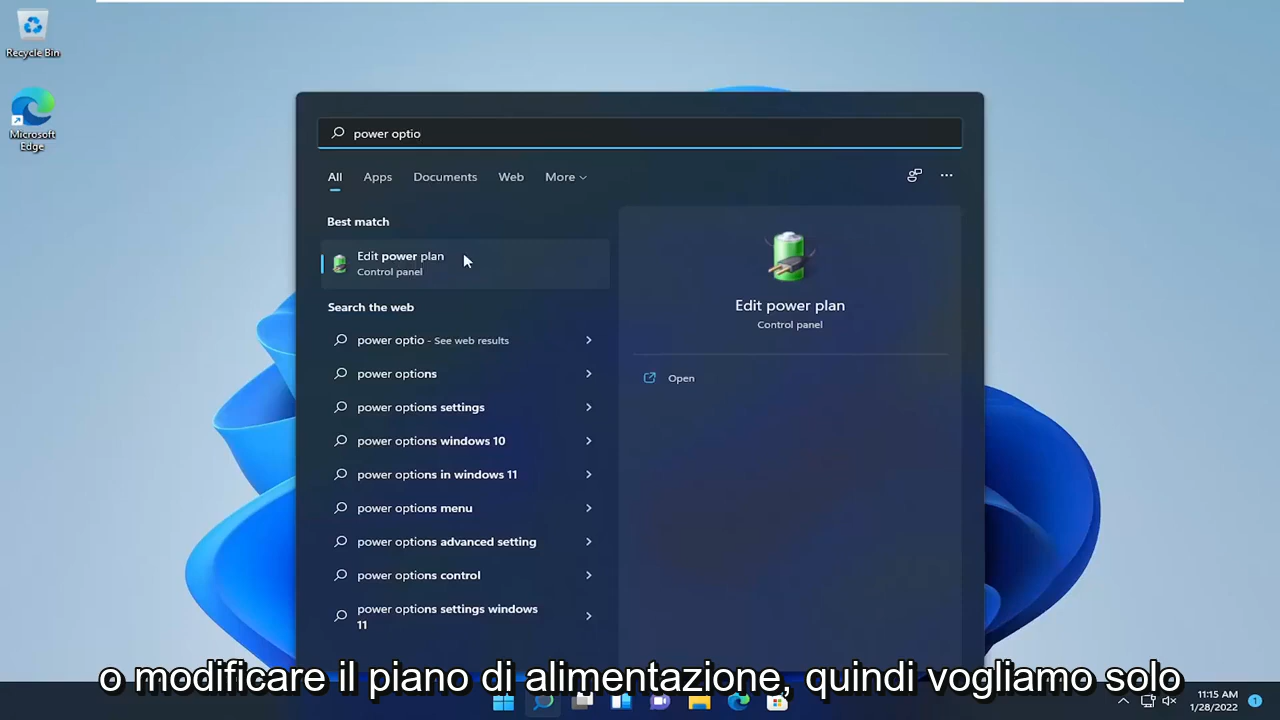 Recycle Bin
Microsoft
Edge
power optio
All Apps Documents Web More
Best match
Edit power plan
Control panel
Search the web
power optio - See web results
power options
power options settings
power options windows 10
power options in windows 11
power options menu
power options advanced setting
power options control
power options settings windows
11
Edit power plan
Control panel
Open
o modificare il piano di alimentazione, quindi vogliamo solo
11:15 AM
1/28/2022
1